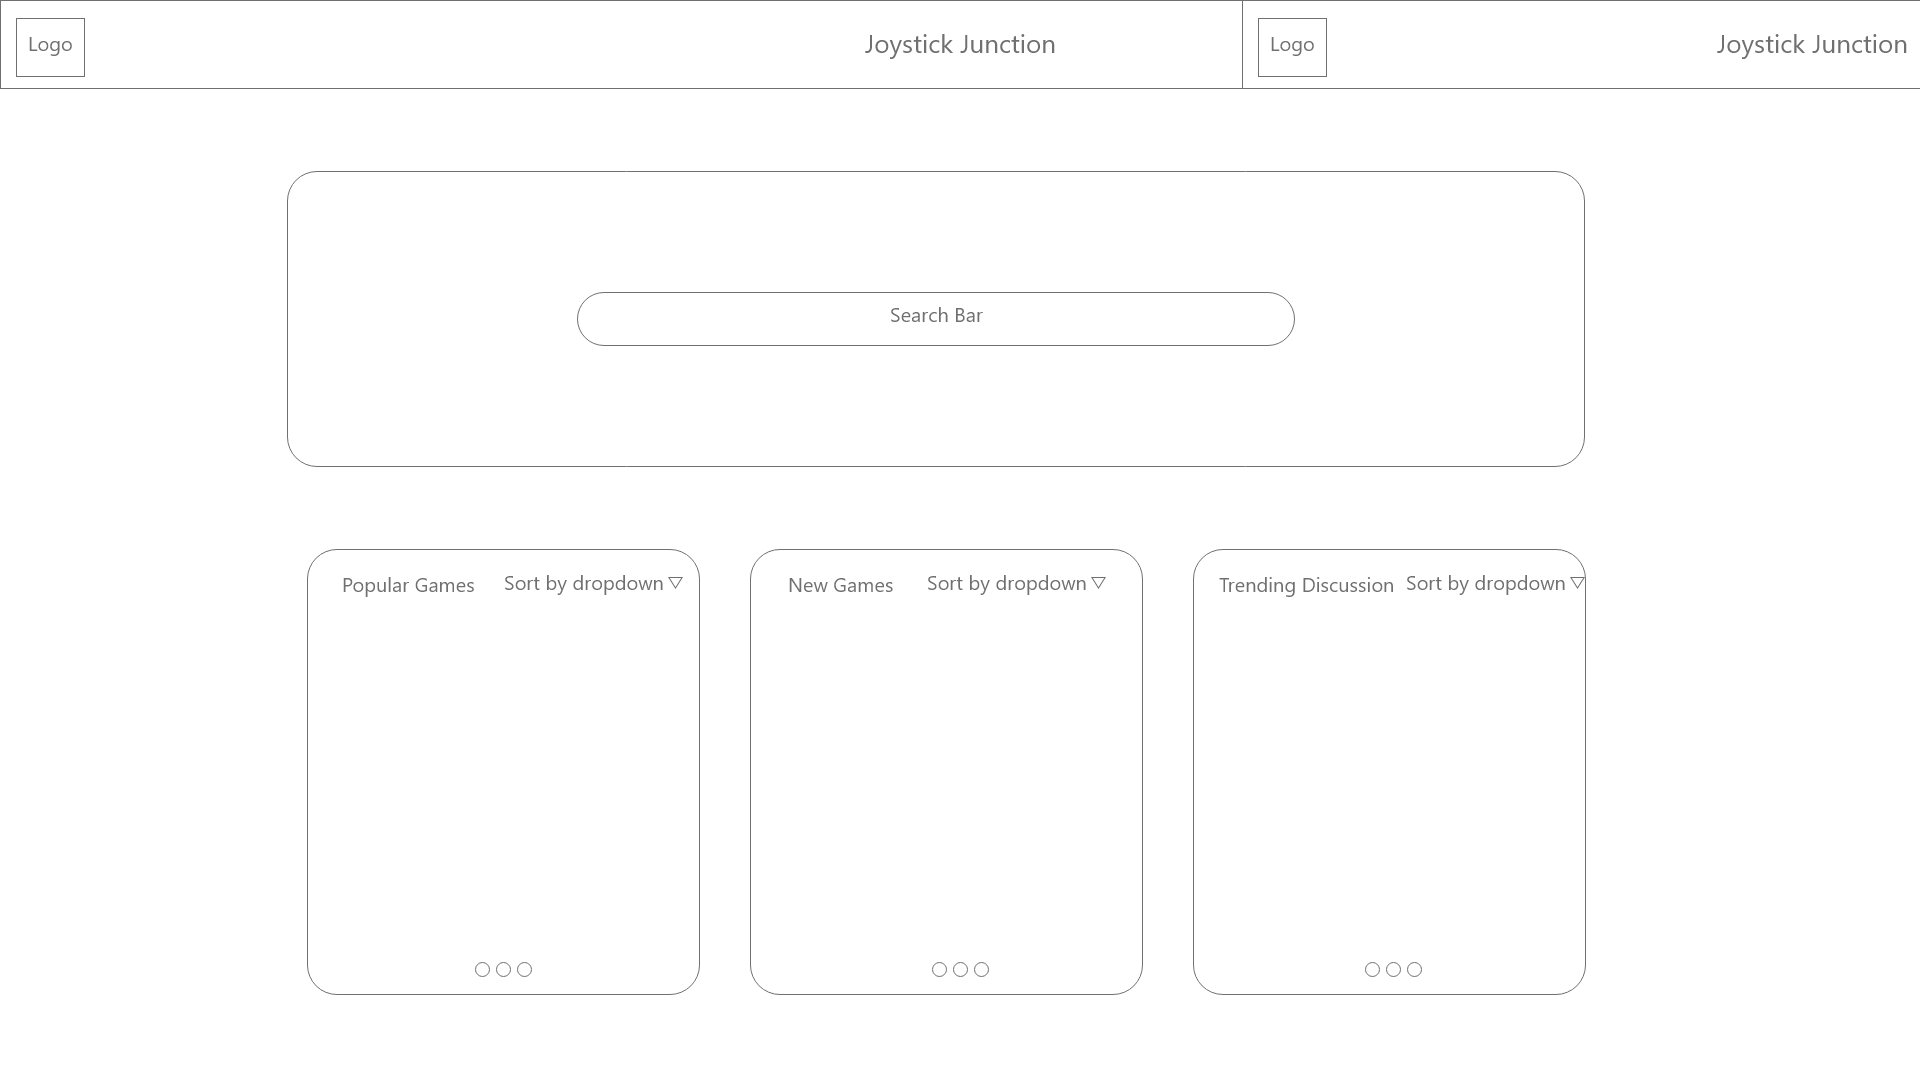 Logo
Joystick Junction
Logo
Joystick Junction
Search Bar
Popular Games
Sort by dropdown
New Games
Sort by dropdown
Trending Discussion
Sort by dropdown